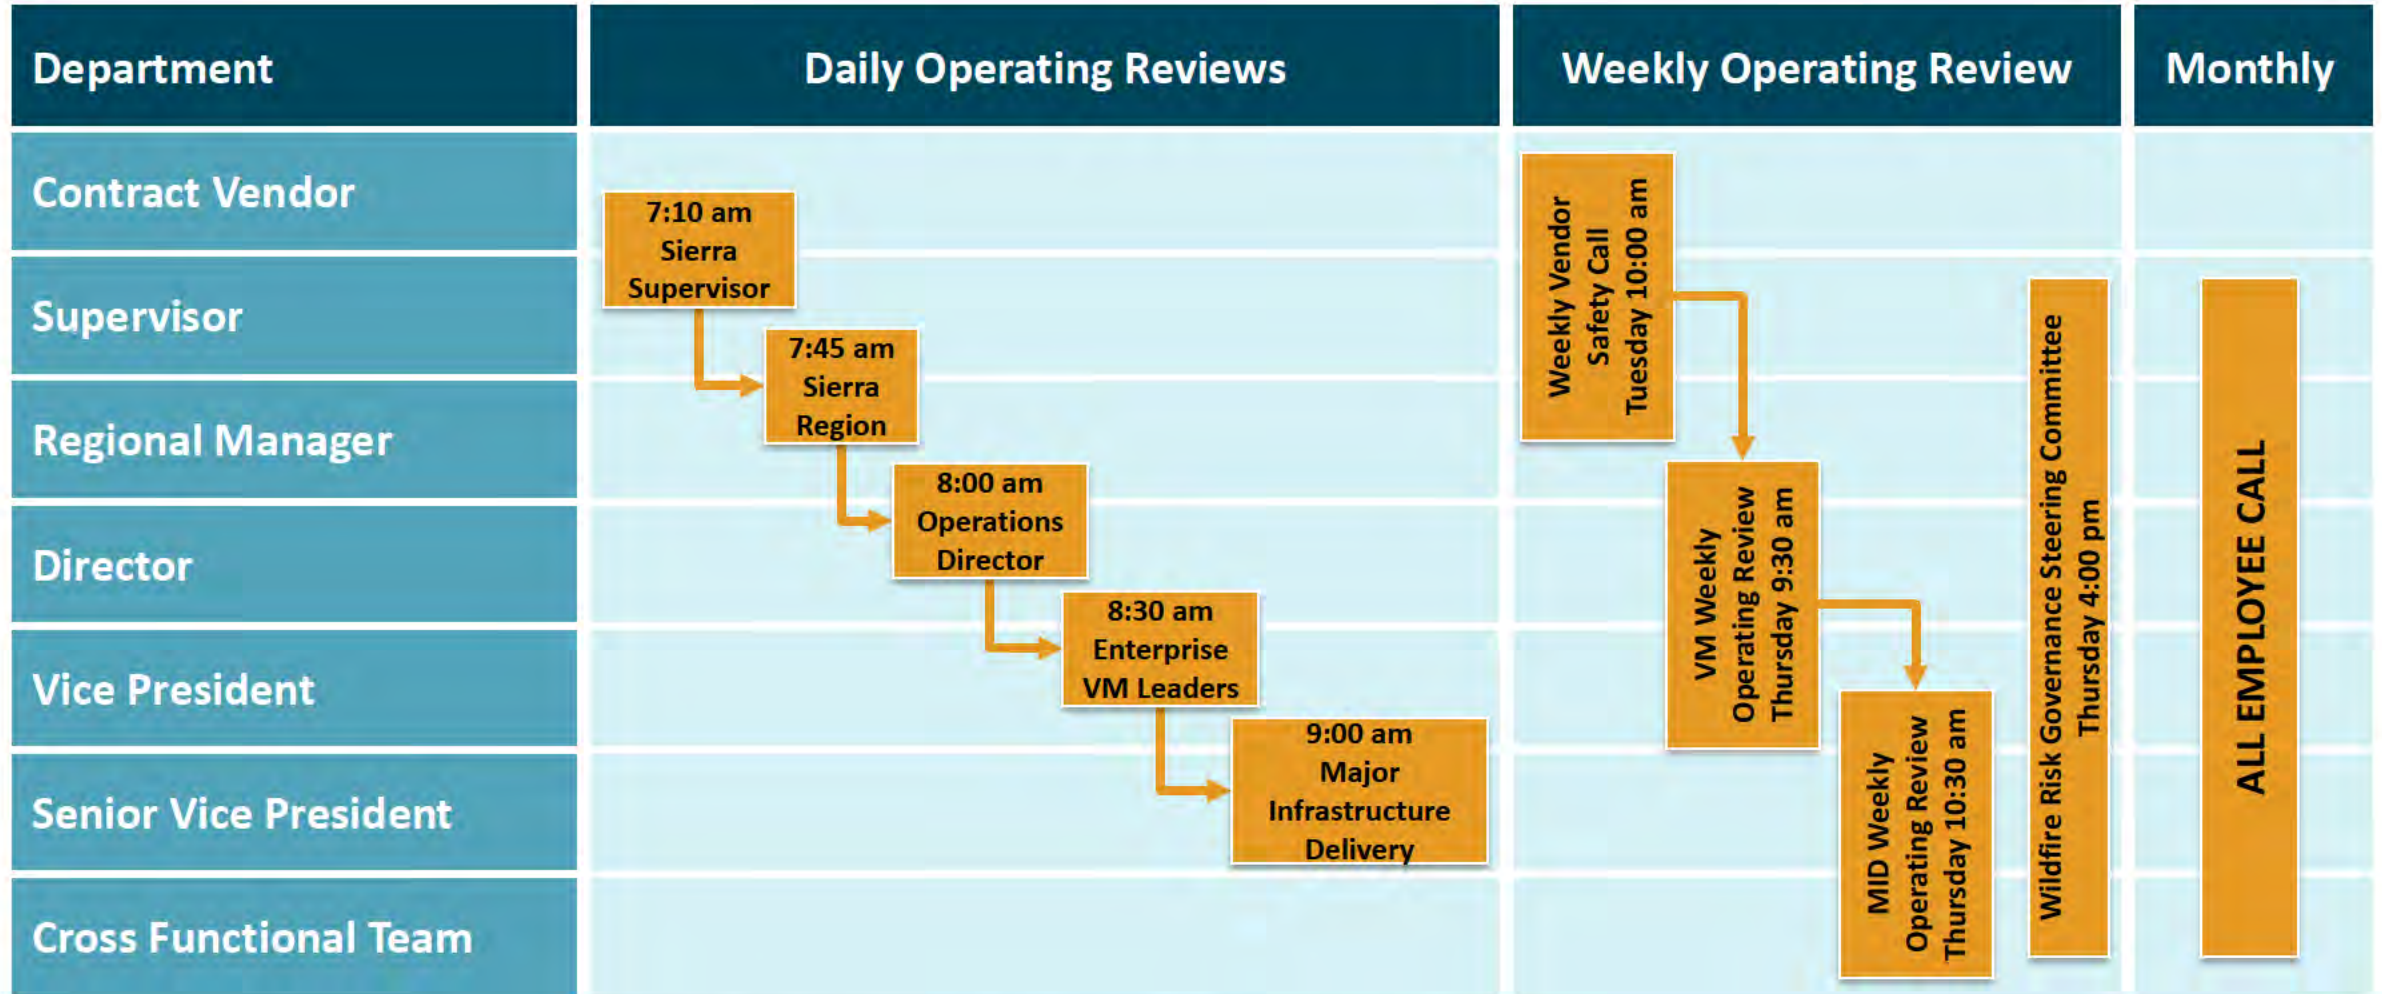 Department
Daily Operating Reviews
Weekly Operating Review
Monthly
Contract Vendor
Supervisor
Regional Manager
Director
Vice President
Senior Vice President
Cross Functional Team
7:10 am
Sierra
Supervisor
7:45 am
Sierra
Region
8:00 am
Operations
Director
8:30 am
Enterprise
VM Leaders
9:00 am
Major
Infrastructure
Delivery
Weekly Vendor
Safety Call
Tuesday 10:00 am
VM Weekly
Operating Review
Thursday 9:30 am
MID Weekly
Operating Review
Thursday 10:30 am
Wildfire Risk Governance Steering Committee
Thursday 4:00 pm
ALL EMPLOYEE CALL